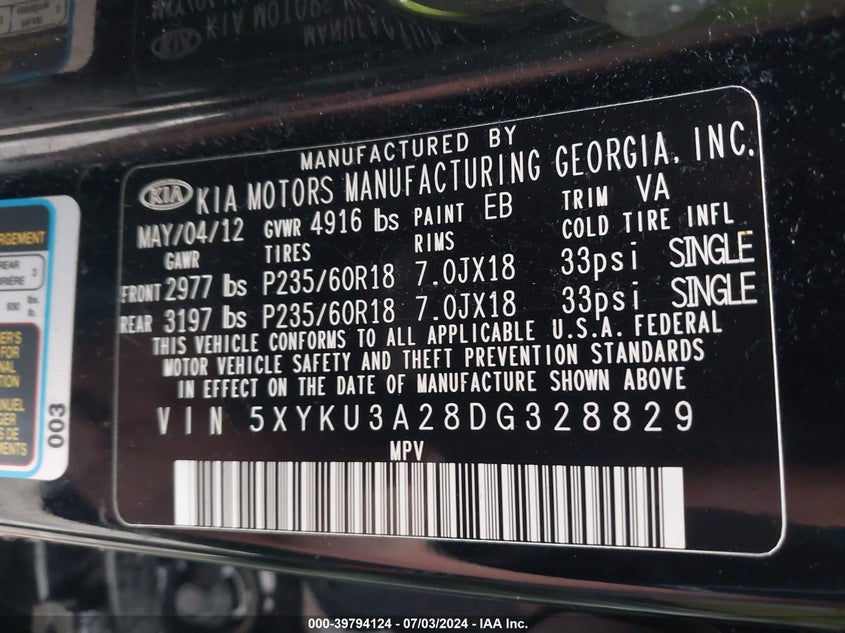 MANUFACTURED BY
KIA KIA MOTORS MANUFACTURING GEORGIA, INC.
MAY/04/12 GVWR 4916 lbs PAINT EB TRIM VA
GAWR TIRES RIMS COLD TIRE INFL
FRONT 2977 lbs P235/60R18 7.0JX18 33psi SINGLE
REAR 3197 lbs P235/60R18 7.0JX18 33psi SINGLE
THIS VEHICLE CONFORMS TO ALL APPLICABLE U.S.A. FEDERAL
MOTOR VEHICLE SAFETY AND THEFT PREVENTION STANDARDS
IN EFFECT ON THE DATE OF MANUFACTURE SHOWN ABOVE
VIN 5XYKU3A28DG328829
MPV
003
000-39794124 - 07/03/2024 - IAA Inc.